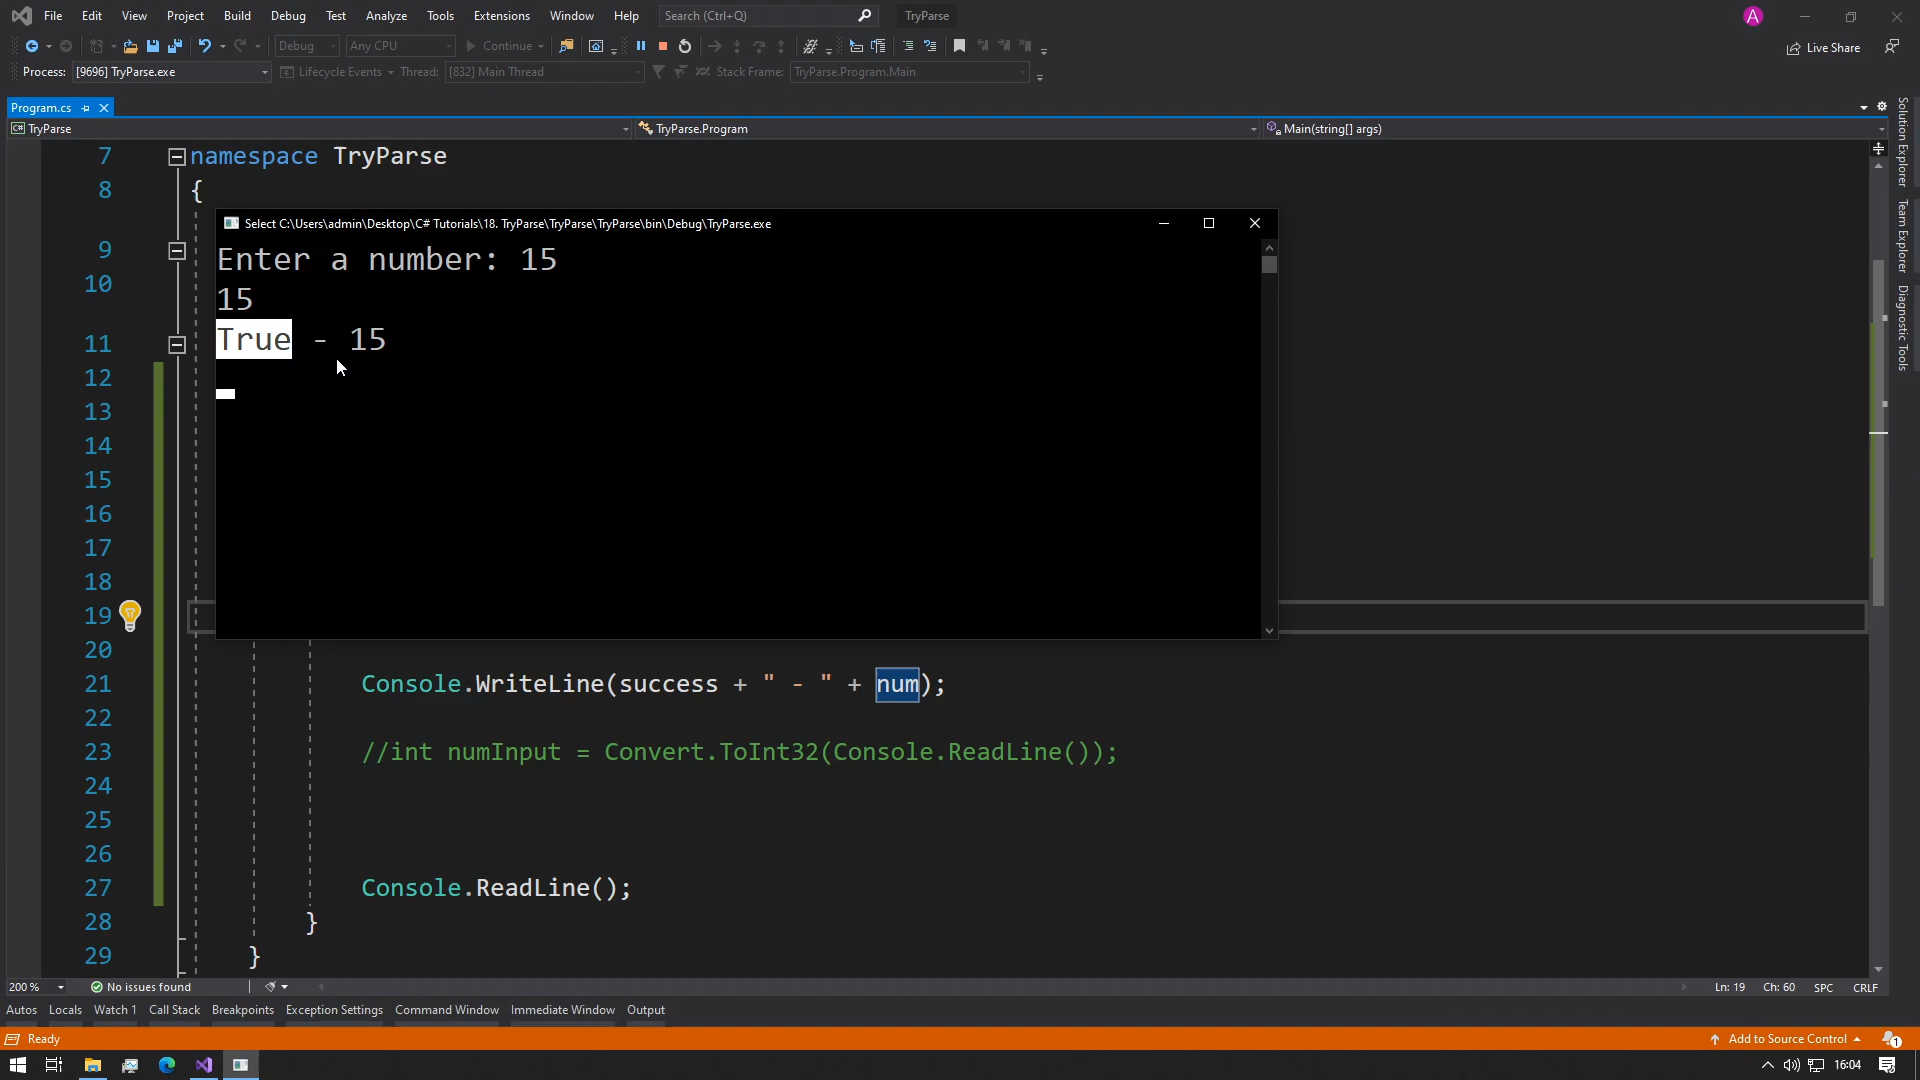 File Edit View Project Build Debug Test Analyze Tools Extensions Window Help Search (Ctrl+Q) TryParse A
Debug Any CPU Continue Live Share
Process: [9696] TryParse.exe Lifecycle Events Thread: [832] Main Thread Stack Frame: TryParse.Program.Main
Program.cs
C# TryParse TryParse.Program Main(string[] args)
7 namespace TryParse
8 {
Select C:\Users\admin\Desktop\C# Tutorials\18. TryParse\TryParse\TryParse\bin\Debug\TryParse.exe
Enter a number: 15
15
True - 15
9
10
11
12
13
14
15
16
17
18
19
20
21 Console.WriteLine(success + " - " + num);
22
23 //int numInput = Convert.ToInt32(Console.ReadLine());
24
25
26
27 Console.ReadLine();
28 }
29 }
Solution Explorer
Team Explorer
Diagnostic Tools
200 % No issues found Ln: 19 Ch: 60 SPC CRLF
Autos Locals Watch 1 Call Stack Breakpoints Exception Settings Command Window Immediate Window Output
Ready Add to Source Control 1
16:04